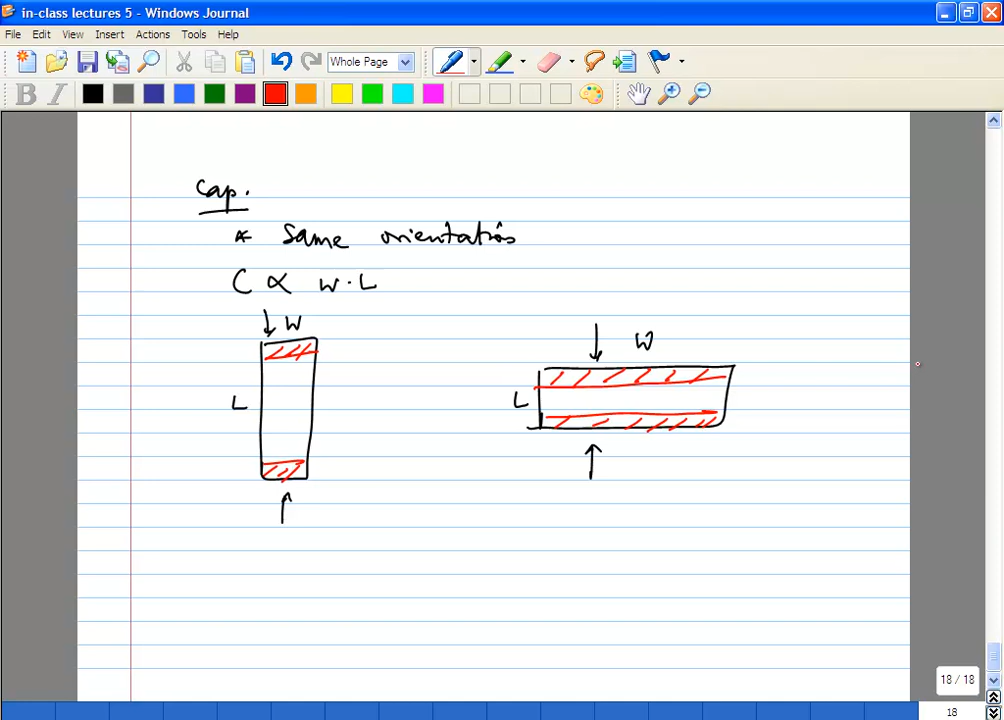 in-class lectures 5 - Windows Journal
File Edit View Insert Actions Tools Help
Whole Page
B I
Cap.
* Same orientation
C ∝ W·L
W
L
W
L
18 / 18
18